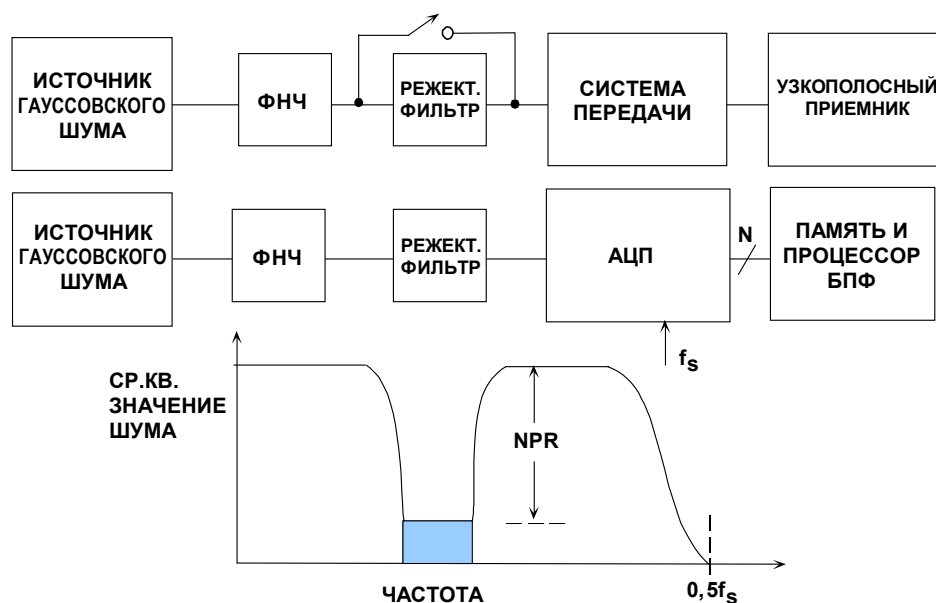 ИСТОЧНИК
ГАУССОВСКОГО
ШУМА
ФНЧ
РЕЖЕКТ.
ФИЛЬТР
СИСТЕМА
ПЕРЕДАЧИ
УЗКОПОЛОСНЫЙ
ПРИЕМНИК
ИСТОЧНИК
ГАУССОВСКОГО
ШУМА
ФНЧ
РЕЖЕКТ.
ФИЛЬТР
АЦП
N
ПАМЯТЬ И
ПРОЦЕССОР
БПФ
fs
СР.КВ.
ЗНАЧЕНИЕ
ШУМА
NPR
ЧАСТОТА
0,5fs